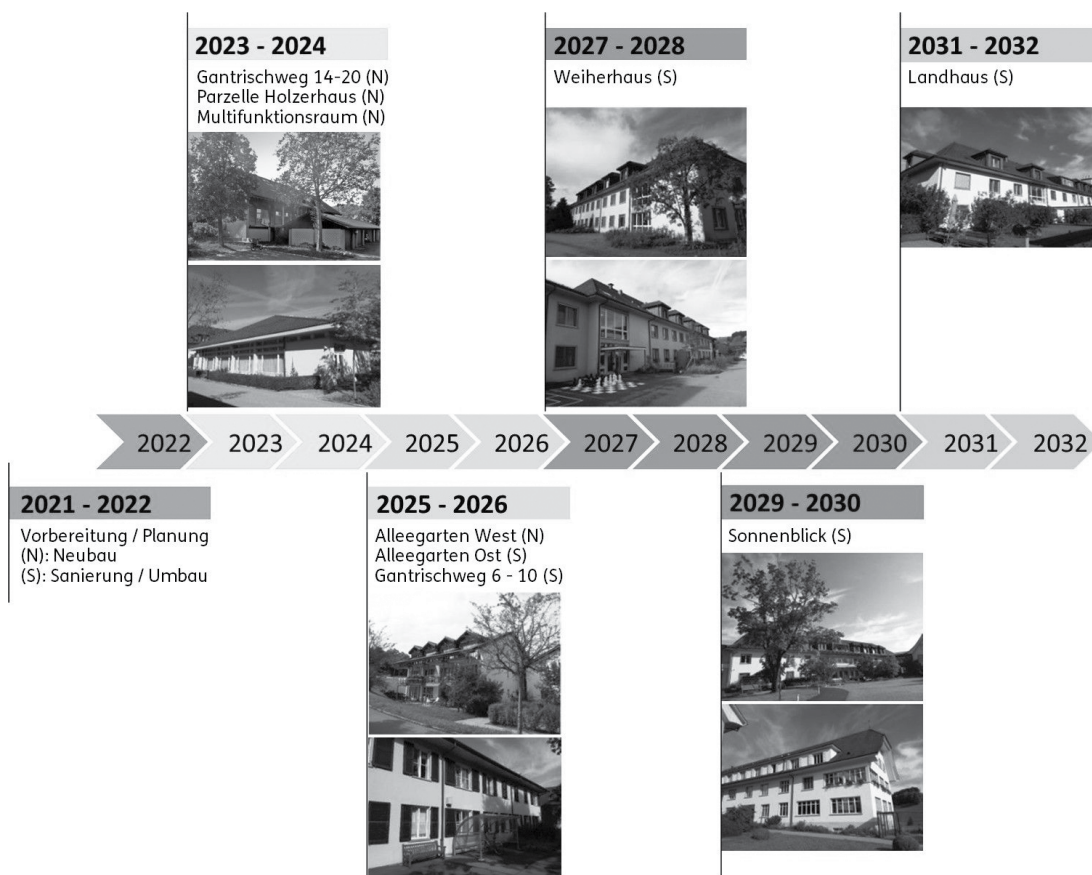 2023 - 2024
Gantrischweg 14-20 (N)
Parzelle Holzerhaus (N)
Multifunktionsraum (N)
2027 - 2028
Weiherhaus (S)
2031 - 2032
Landhaus (S)
2022 2023 2024 2025 2026 2027 2028 2029 2030 2031 2032
2021 - 2022
Vorbereitung / Planung
(N): Neubau
(S): Sanierung / Umbau
2025 - 2026
Alleegarten West (N)
Alleegarten Ost (S)
Gantrischweg 6 - 10 (S)
2029 - 2030
Sonnenblick (S)